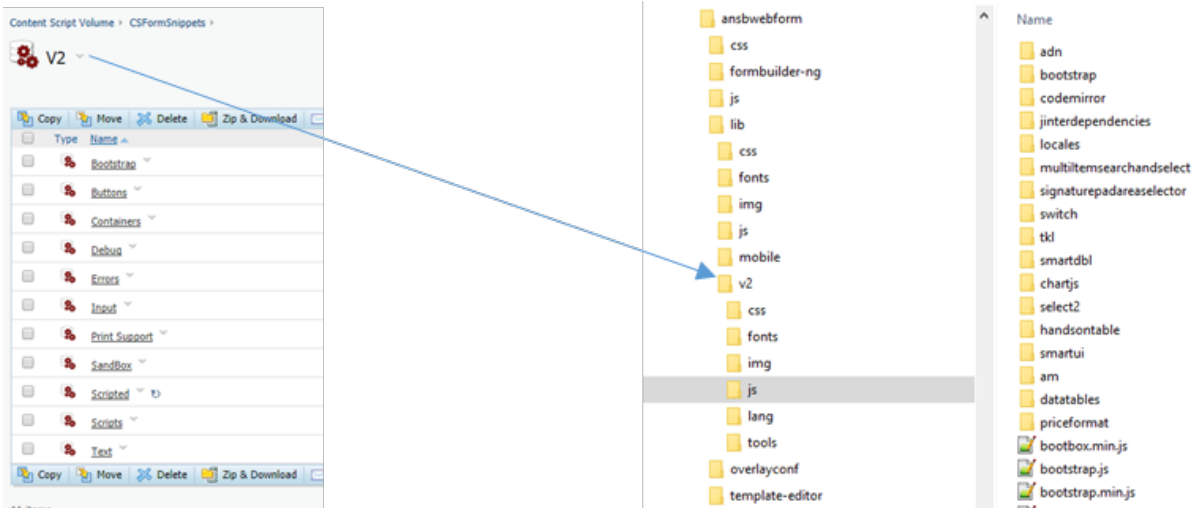 Content Script Volume › CSFormSnippets ›
V2
Copy Move Delete Zip & Download
Type Name
Bootstrap
Buttons
Containers
Debug
Errors
Input
Print Support
SandBox
Scripted
Scripts
Text
Copy Move Delete Zip & Download
ansbwebform
css
formbuilder-ng
js
lib
css
fonts
img
js
mobile
v2
css
fonts
img
js
lang
tools
overlayconf
template-editor
Name
adn
bootstrap
codemirror
jinterdependencies
locales
multiItemsearchandselect
signaturepadareaselector
switch
tkl
smartdbl
chartjs
select2
handsontable
smartui
am
datatables
priceformat
bootbox.min.js
bootstrap.js
bootstrap.min.js